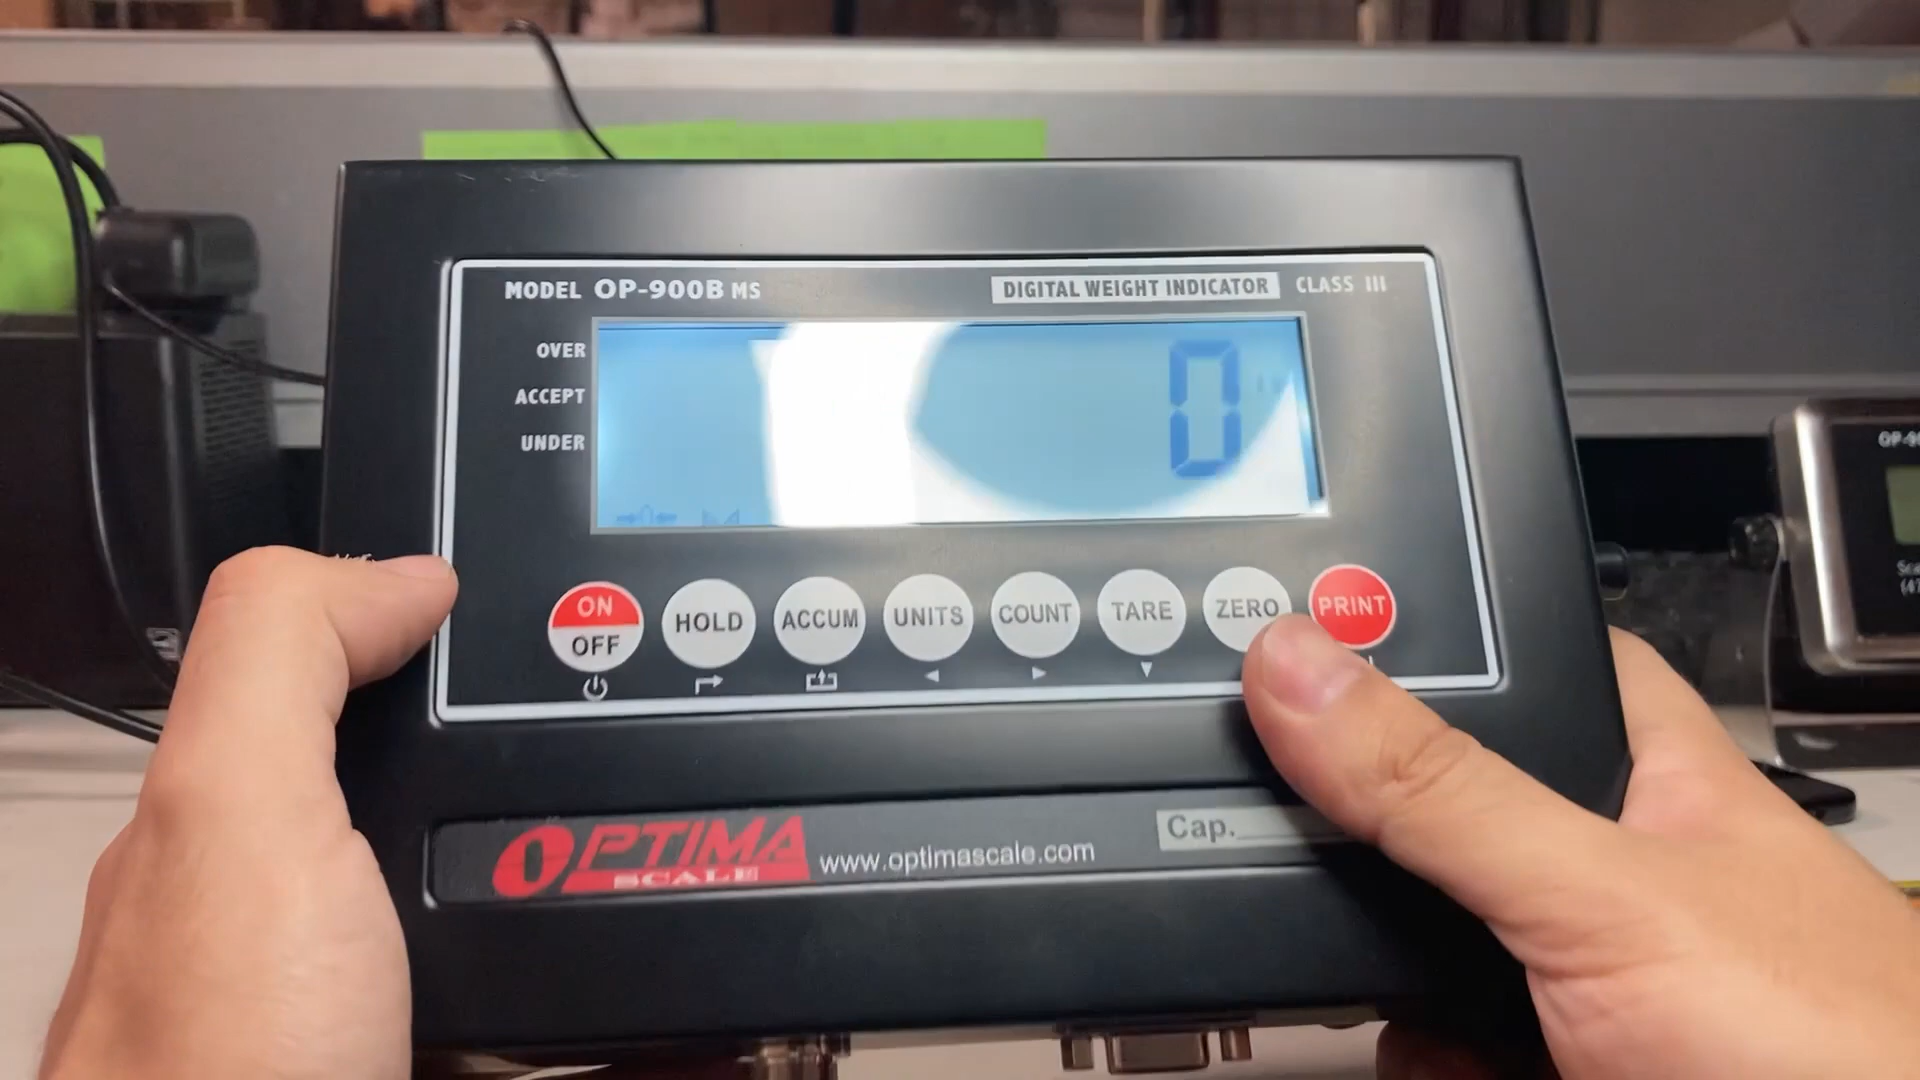 MODEL OP-900B MS
DIGITAL WEIGHT INDICATOR CLASS III
OVER
ACCEPT
UNDER
0
ON
OFF
HOLD
ACCUM
UNITS
COUNT
TARE
ZERO
PRINT
OPTIMA
SCALE
www.optimascale.com
Cap.